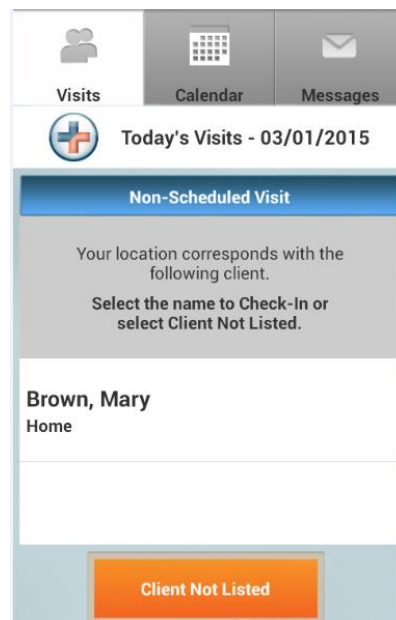 Visits
Calendar
Messages
Today's Visits - 03/01/2015
Non-Scheduled Visit
Your location corresponds with the
following client.
Select the name to Check-In or
select Client Not Listed.
Brown, Mary
Home
Client Not Listed